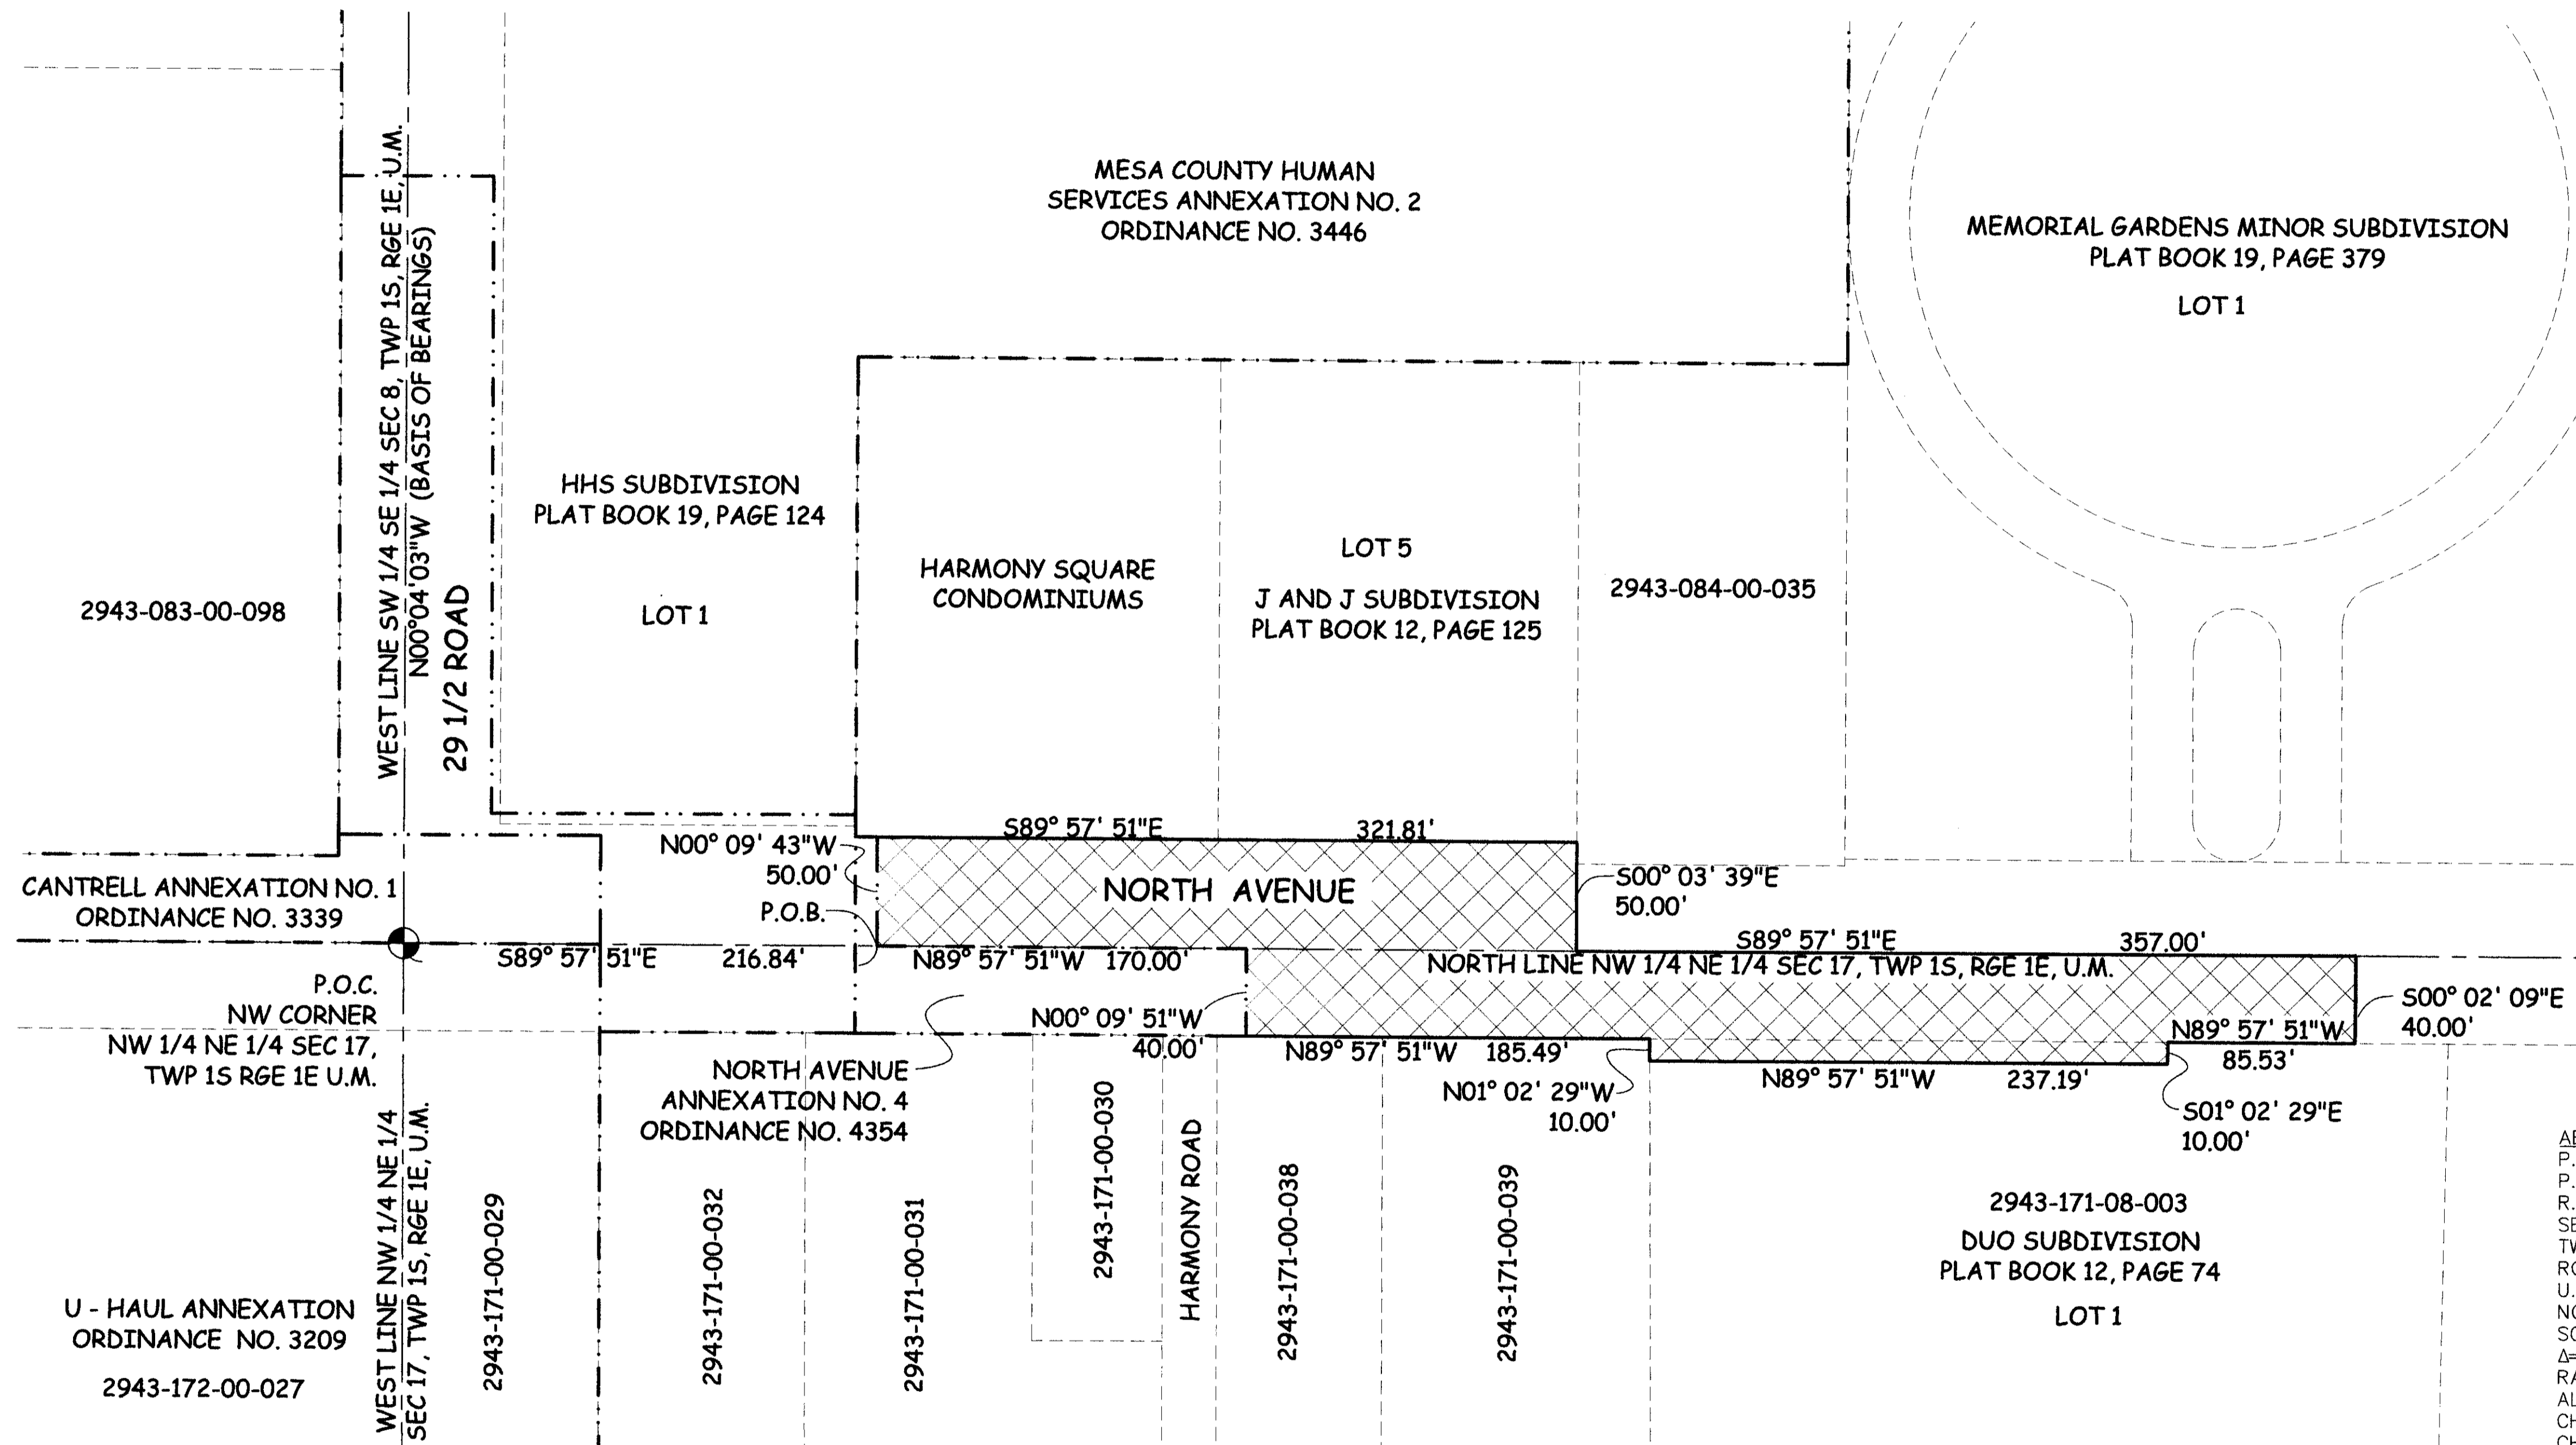 MESA COUNTY HUMAN
SERVICES ANNEXATION NO. 2
ORDINANCE NO. 3446
MEMORIAL GARDENS MINOR SUBDIVISION
PLAT BOOK 19, PAGE 379
LOT 1
WEST LINE SW 1/4 SE 1/4 SEC 8, TWP 1S, RGE 1E, U.M.
N00°04'03"W (BASIS OF BEARINGS)
29 1/2 ROAD
2943-083-00-098
HHS SUBDIVISION
PLAT BOOK 19, PAGE 124
LOT 1
HARMONY SQUARE
CONDOMINIUMS
LOT 5
J AND J SUBDIVISION
PLAT BOOK 12, PAGE 125
2943-084-00-035
S89° 57' 51"E 321.81'
N00° 09' 43"W
50.00'
P.O.B.
NORTH AVENUE
S00° 03' 39"E
50.00'
CANTRELL ANNEXATION NO. 1
ORDINANCE NO. 3339
S89° 57' 51"E 216.84'
N89° 57' 51"W 170.00'
S89° 57' 51"E 357.00'
NORTH LINE NW 1/4 NE 1/4 SEC 17, TWP 1S, RGE 1E, U.M.
P.O.C.
NW CORNER
NW 1/4 NE 1/4 SEC 17,
TWP 1S RGE 1E U.M.
N00° 09' 51"W
40.00'
N89° 57' 51"W 185.49'
N01° 02' 29"W
10.00'
N89° 57' 51"W 237.19'
N89° 57' 51"W
85.53'
S00° 02' 09"E
40.00'
S01° 02' 29"E
10.00'
NORTH AVENUE
ANNEXATION NO. 4
ORDINANCE NO. 4354
WEST LINE NW 1/4 NE 1/4
SEC 17, TWP 1S, RGE 1E, U.M.
U - HAUL ANNEXATION
ORDINANCE NO. 3209
2943-172-00-027
2943-171-00-029
2943-171-00-032
2943-171-00-031
2943-171-00-030
HARMONY ROAD
2943-171-00-038
2943-171-00-039
2943-171-08-003
DUO SUBDIVISION
PLAT BOOK 12, PAGE 74
LOT 1